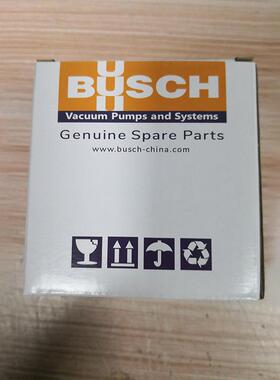 BUSCH
Vacuum Pumps and Systems
Genuine Spare Parts
www.busch-china.com